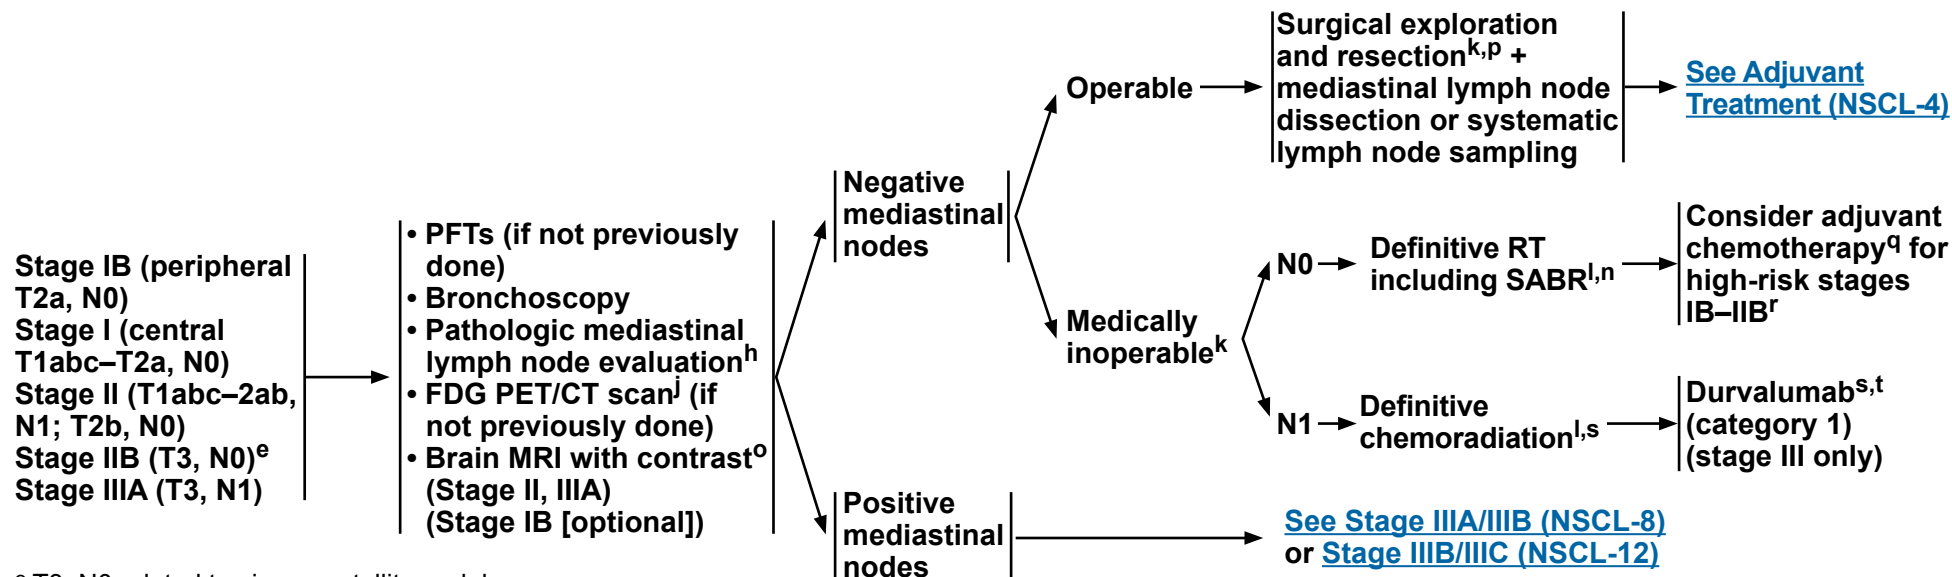 Stage IB (peripheral
T2a, N0)
Stage I (central
T1abc–T2a, N0)
Stage II (T1abc–2ab,
N1; T2b, N0)
Stage IIB (T3, N0)e
Stage IIIA (T3, N1)
• PFTs (if not previously
done)
• Bronchoscopy
• Pathologic mediastinal
lymph node evaluationh
• FDG PET/CT scanj (if
not previously done)
• Brain MRI with contrasto
(Stage II, IIIA)
(Stage IB [optional])
Negative
mediastinal
nodes
Operable
Surgical exploration
and resectionk,p +
mediastinal lymph node
dissection or systematic
lymph node sampling
See Adjuvant
Treatment (NSCL-4)
Medically
inoperablek
N0
Definitive RT
including SABRl,n
Consider adjuvant
chemotherapyq for
high-risk stages
IB–IIBr
N1
Definitive
chemoradiationl,s
Durvalumabs,t
(category 1)
(stage III only)
Positive
mediastinal
nodes
See Stage IIIA/IIIB (NSCL-8)
or Stage IIIB/IIIC (NSCL-12)